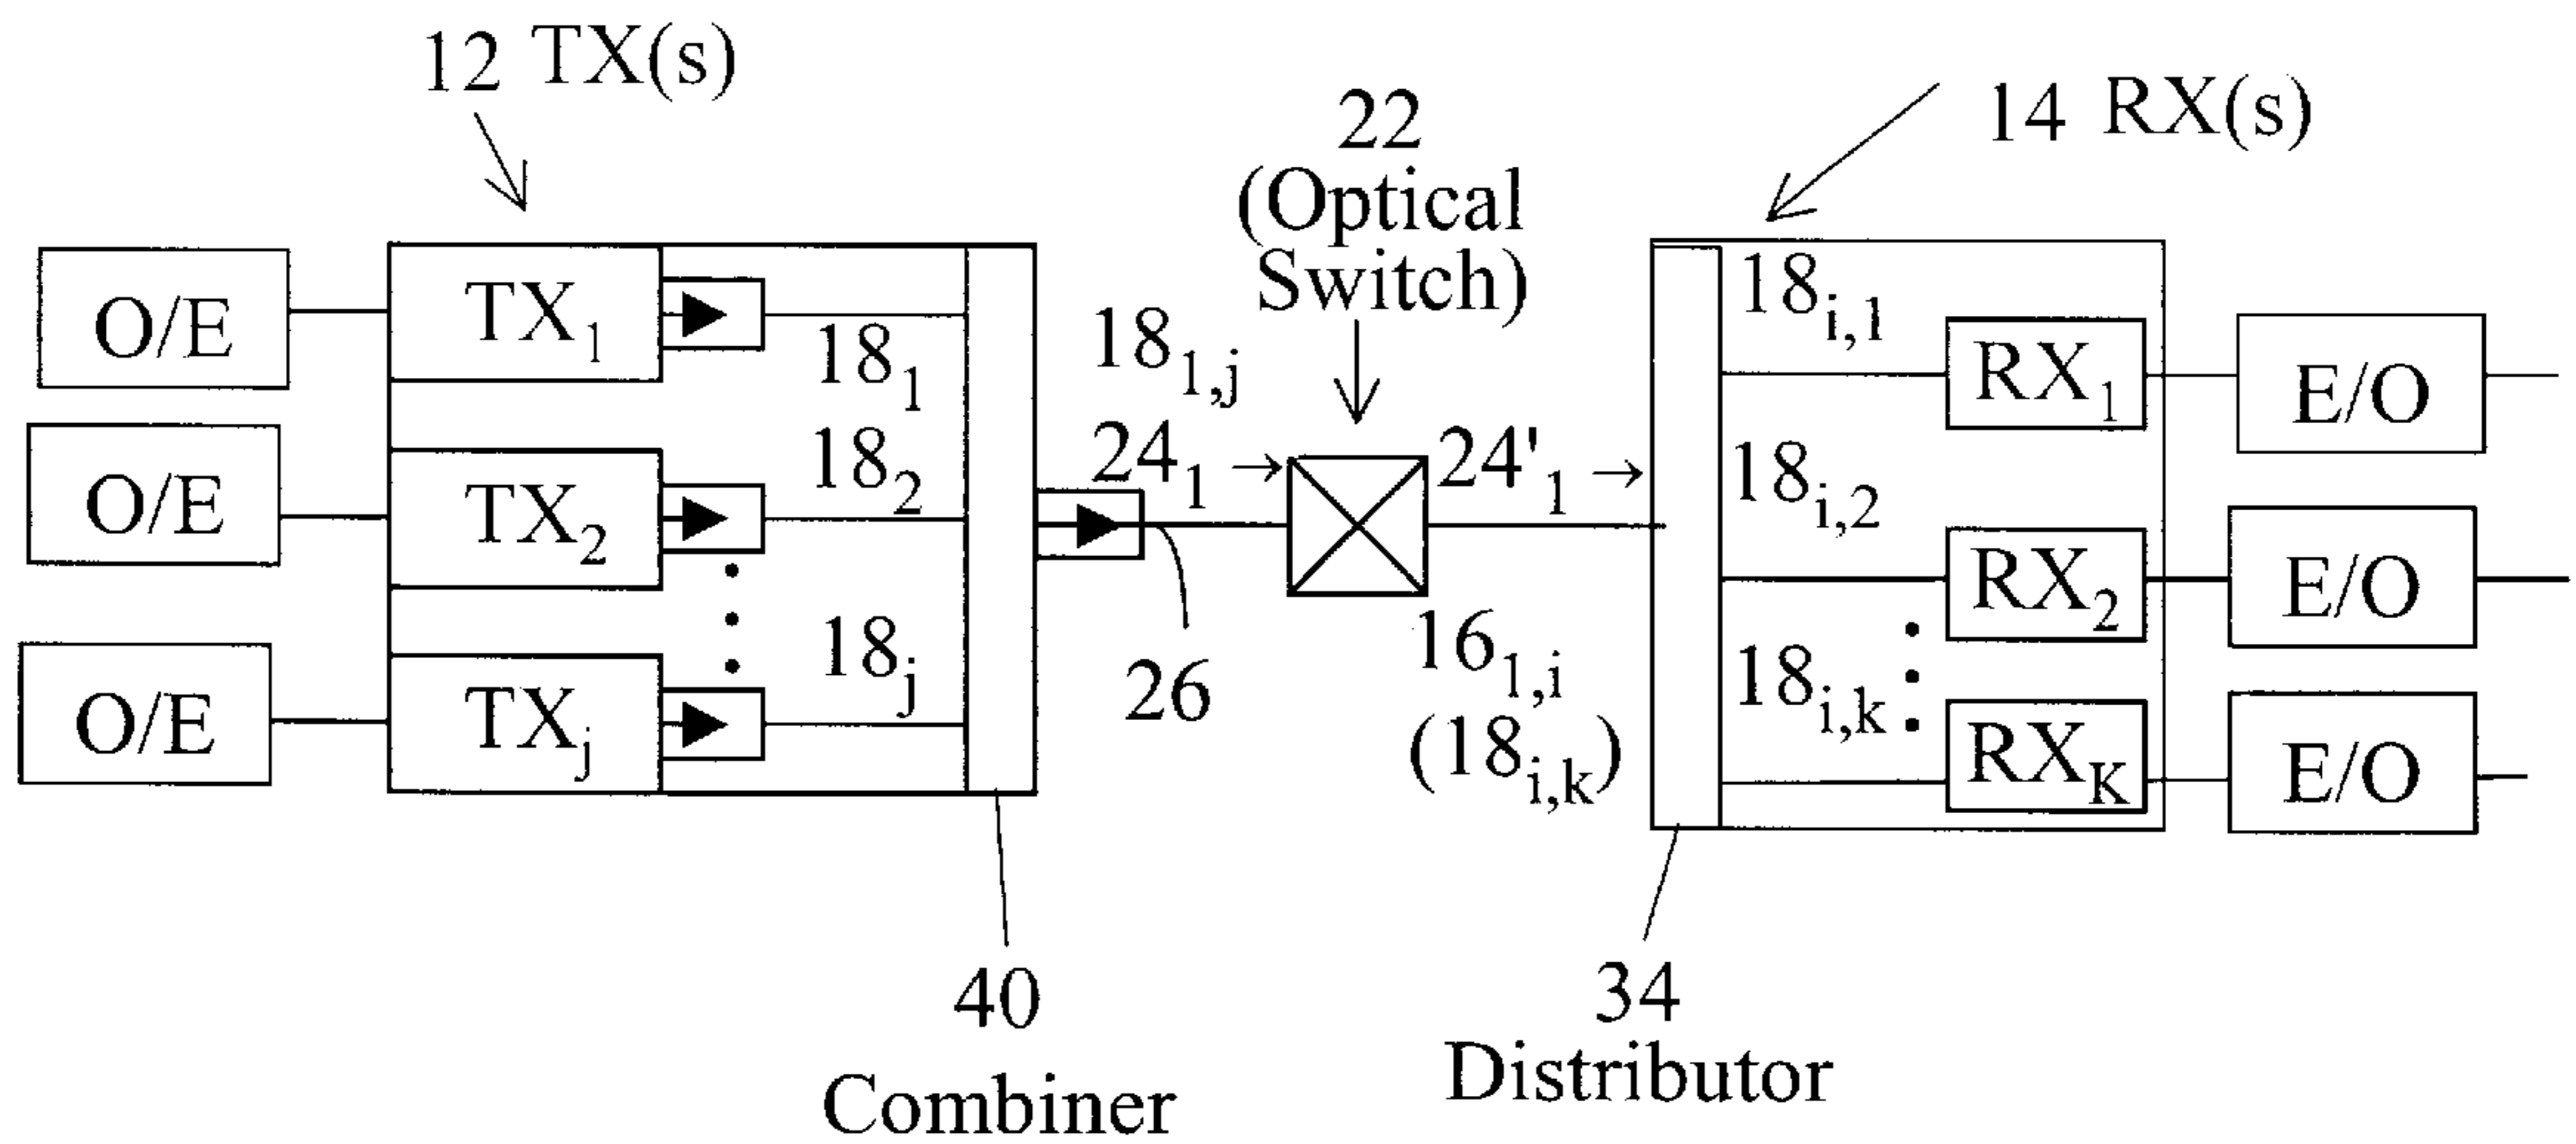 12 TX(s)
22
(Optical
Switch)
14 RX(s)
O/E
TX₁
18₁
O/E
TX₂
18₂
O/E
TXⱼ
18ⱼ
18₁,ⱼ
24₁ →
26
24'₁ →
16₁,ᵢ
(18ᵢ,ₖ)
18ᵢ,₁
RX₁
E/O
18ᵢ,₂
RX₂
E/O
18ᵢ,ₖ
RX_K
E/O
40
Combiner
34
Distributor